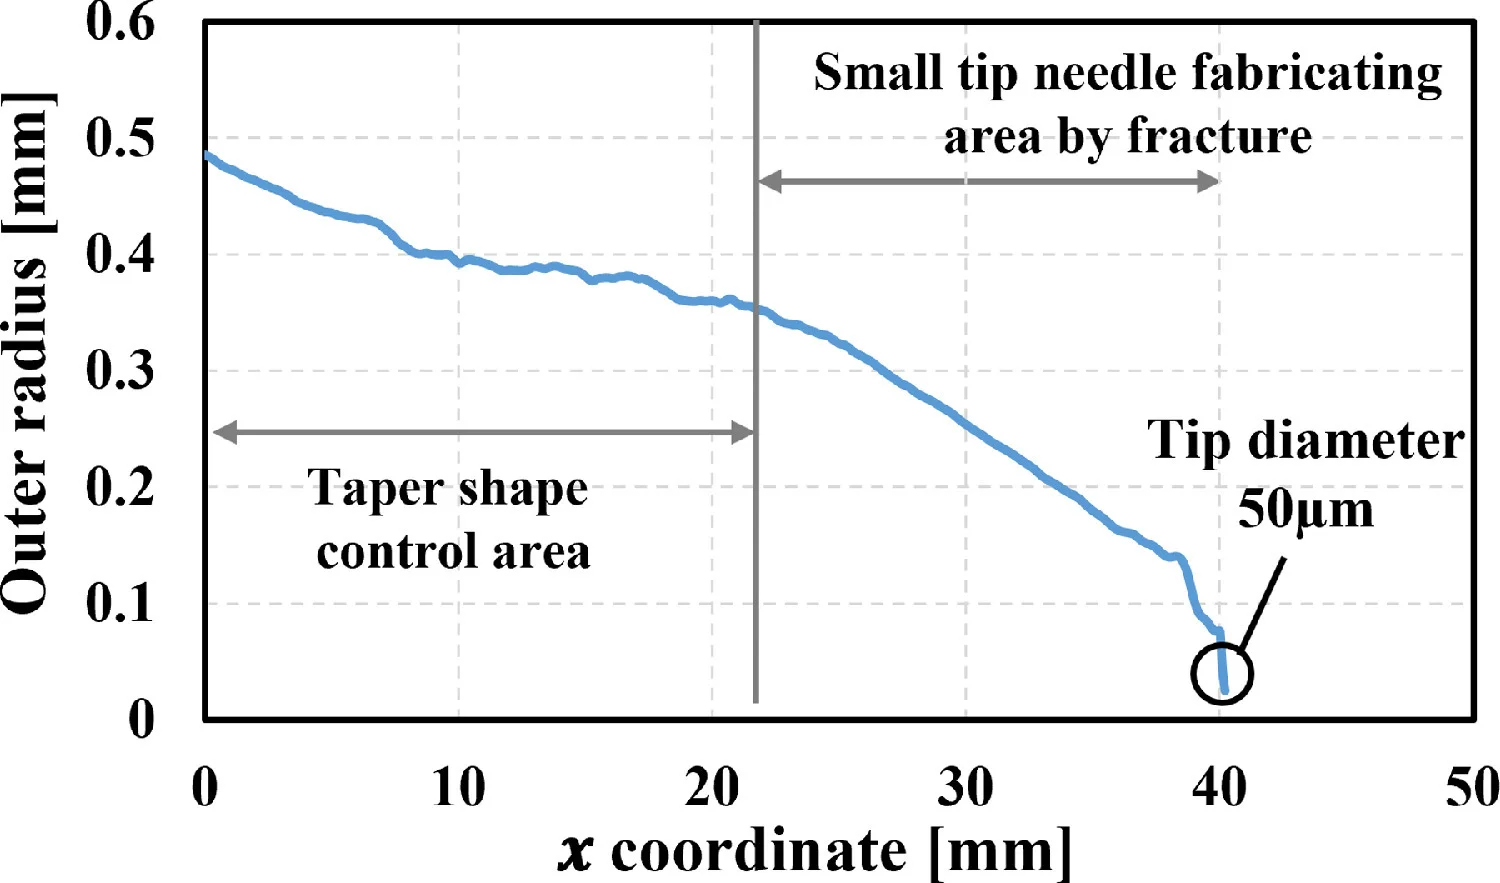 0.6
0.5
0.4
0.3
0.2
0.1
0
Outer radius [mm]
Small tip needle fabricating
area by fracture
Taper shape
control area
Tip diameter
50μm
0 10 20 30 40 50
x coordinate [mm]